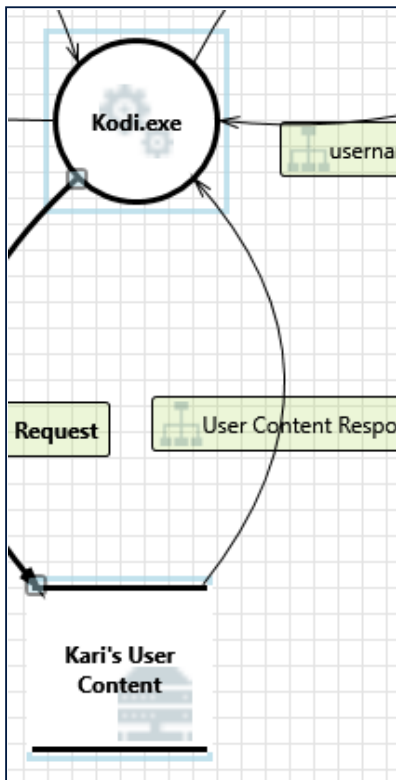 Kodi.exe
userna
Request
User Content Respo
Kari's User
Content